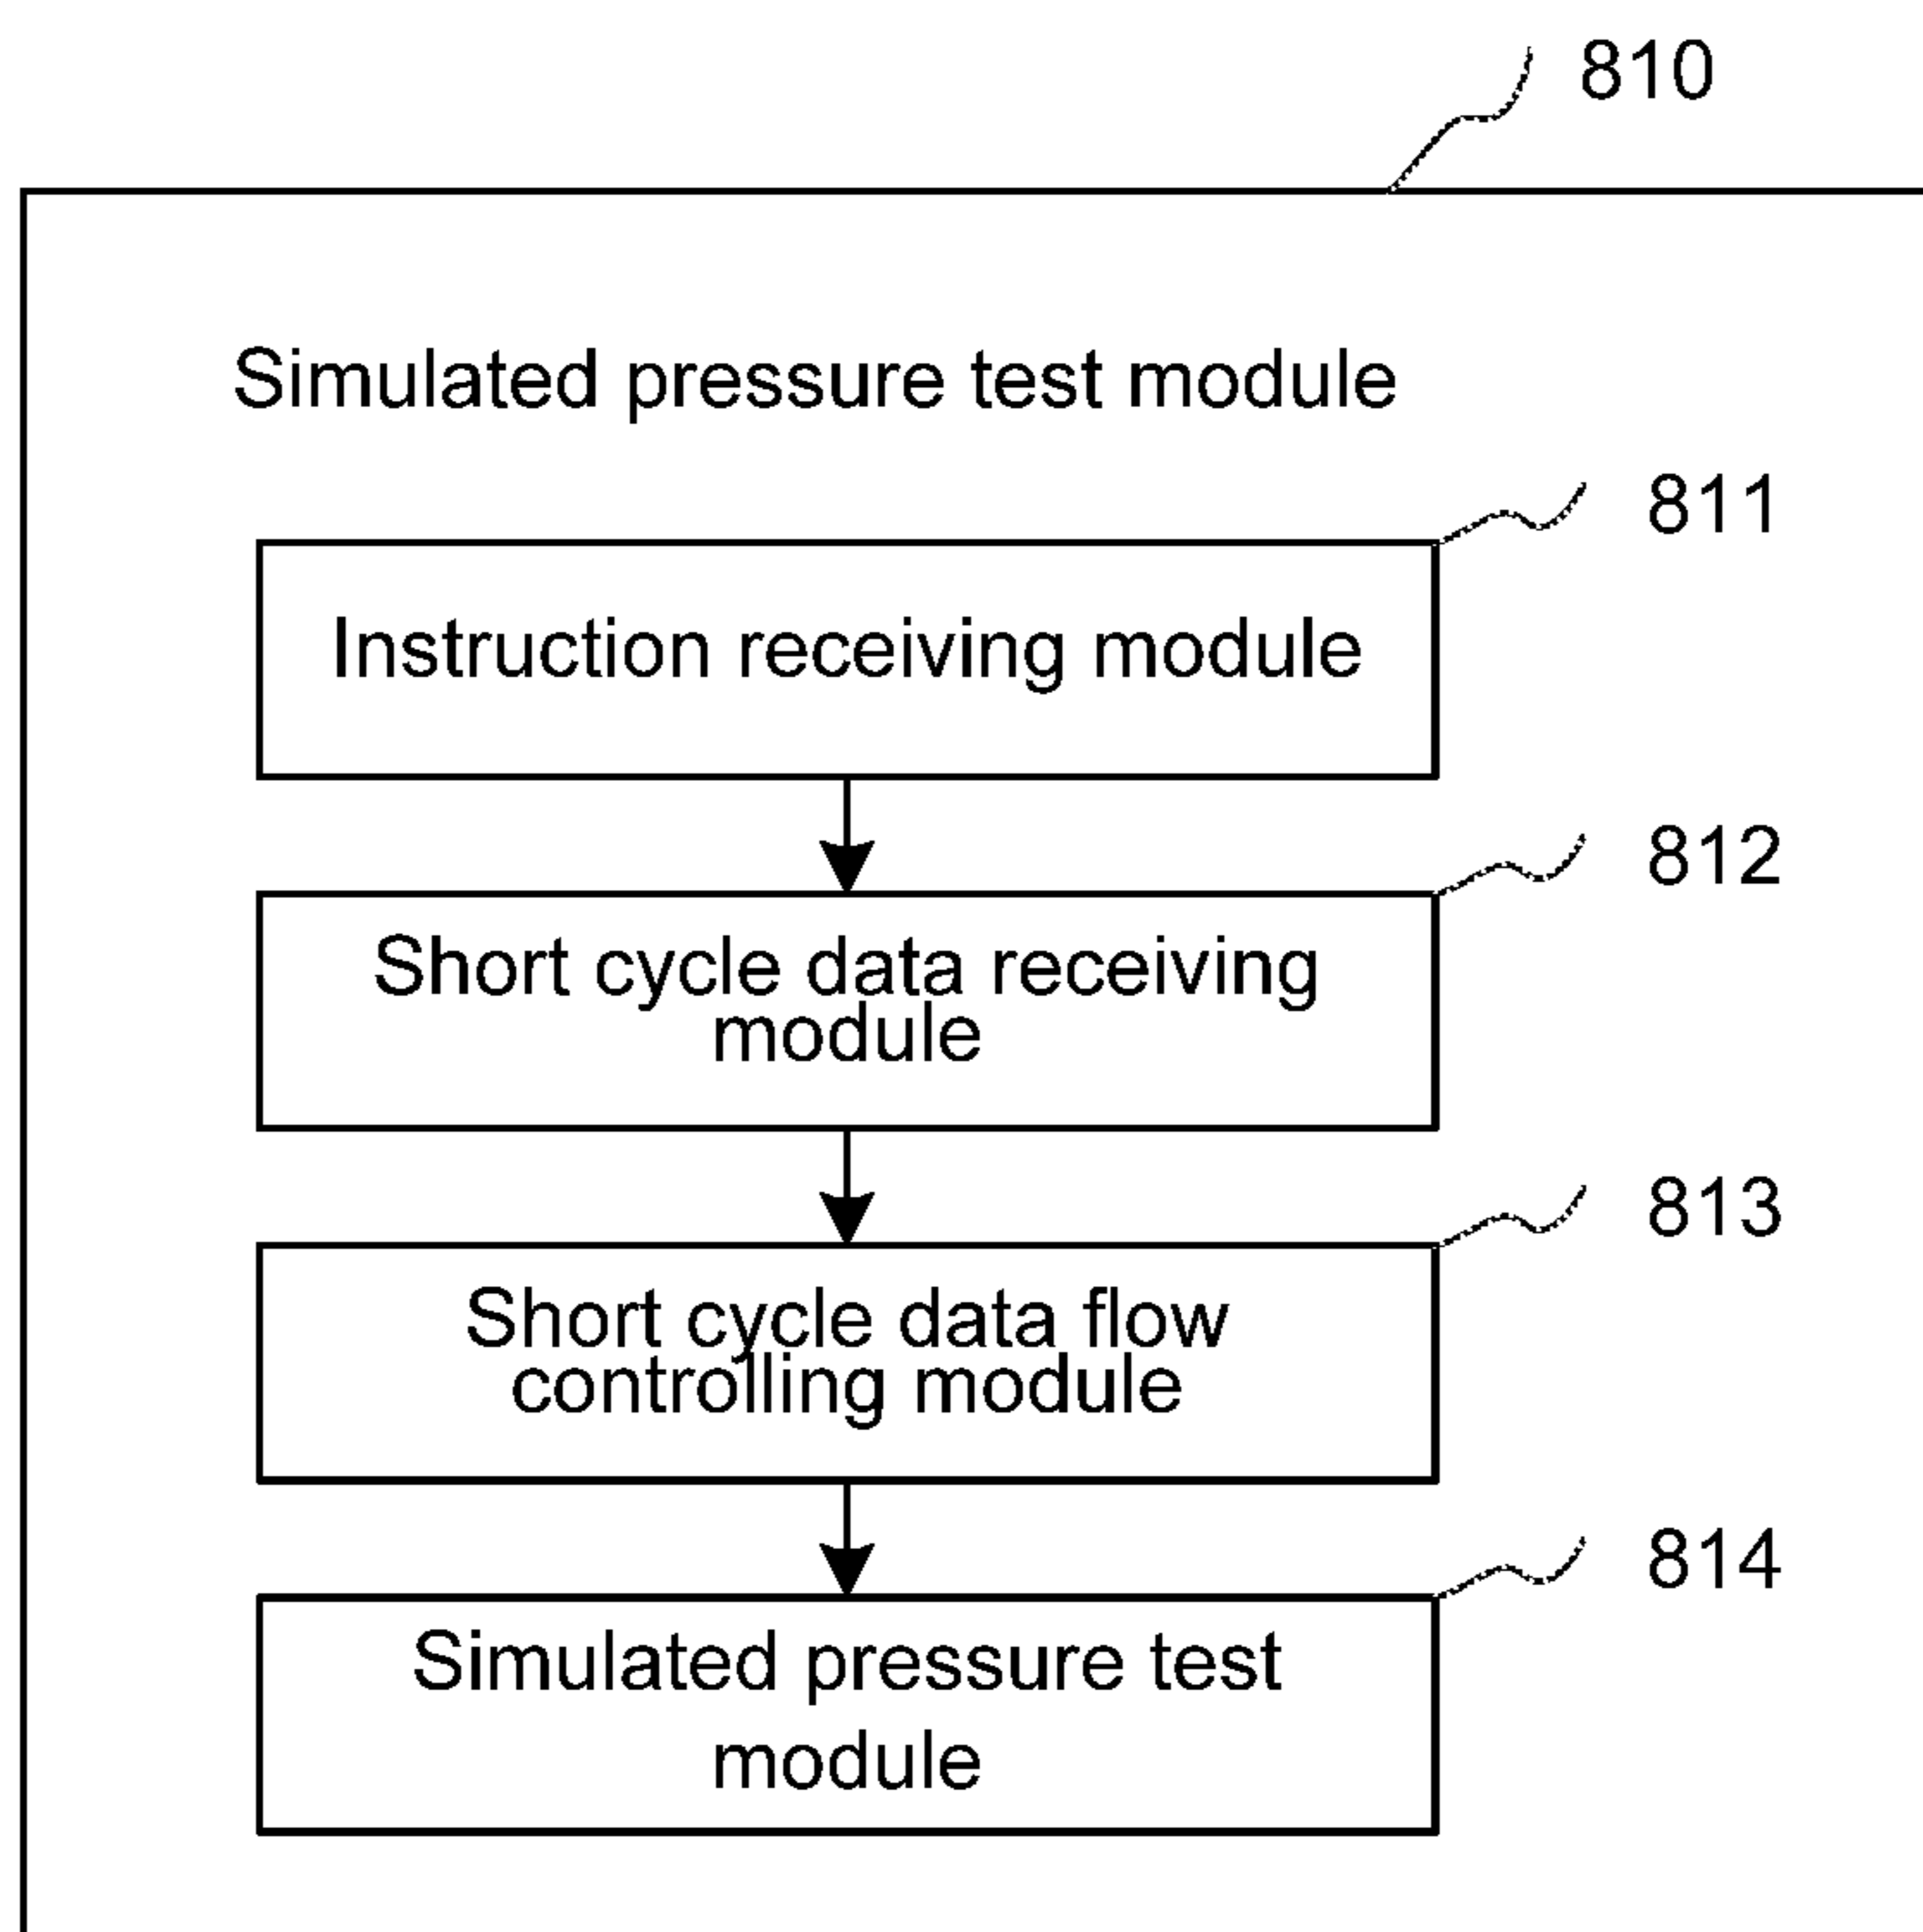 810
Simulated pressure test module
811
Instruction receiving module
812
Short cycle data receiving
module
813
Short cycle data flow
controlling module
814
Simulated pressure test
module